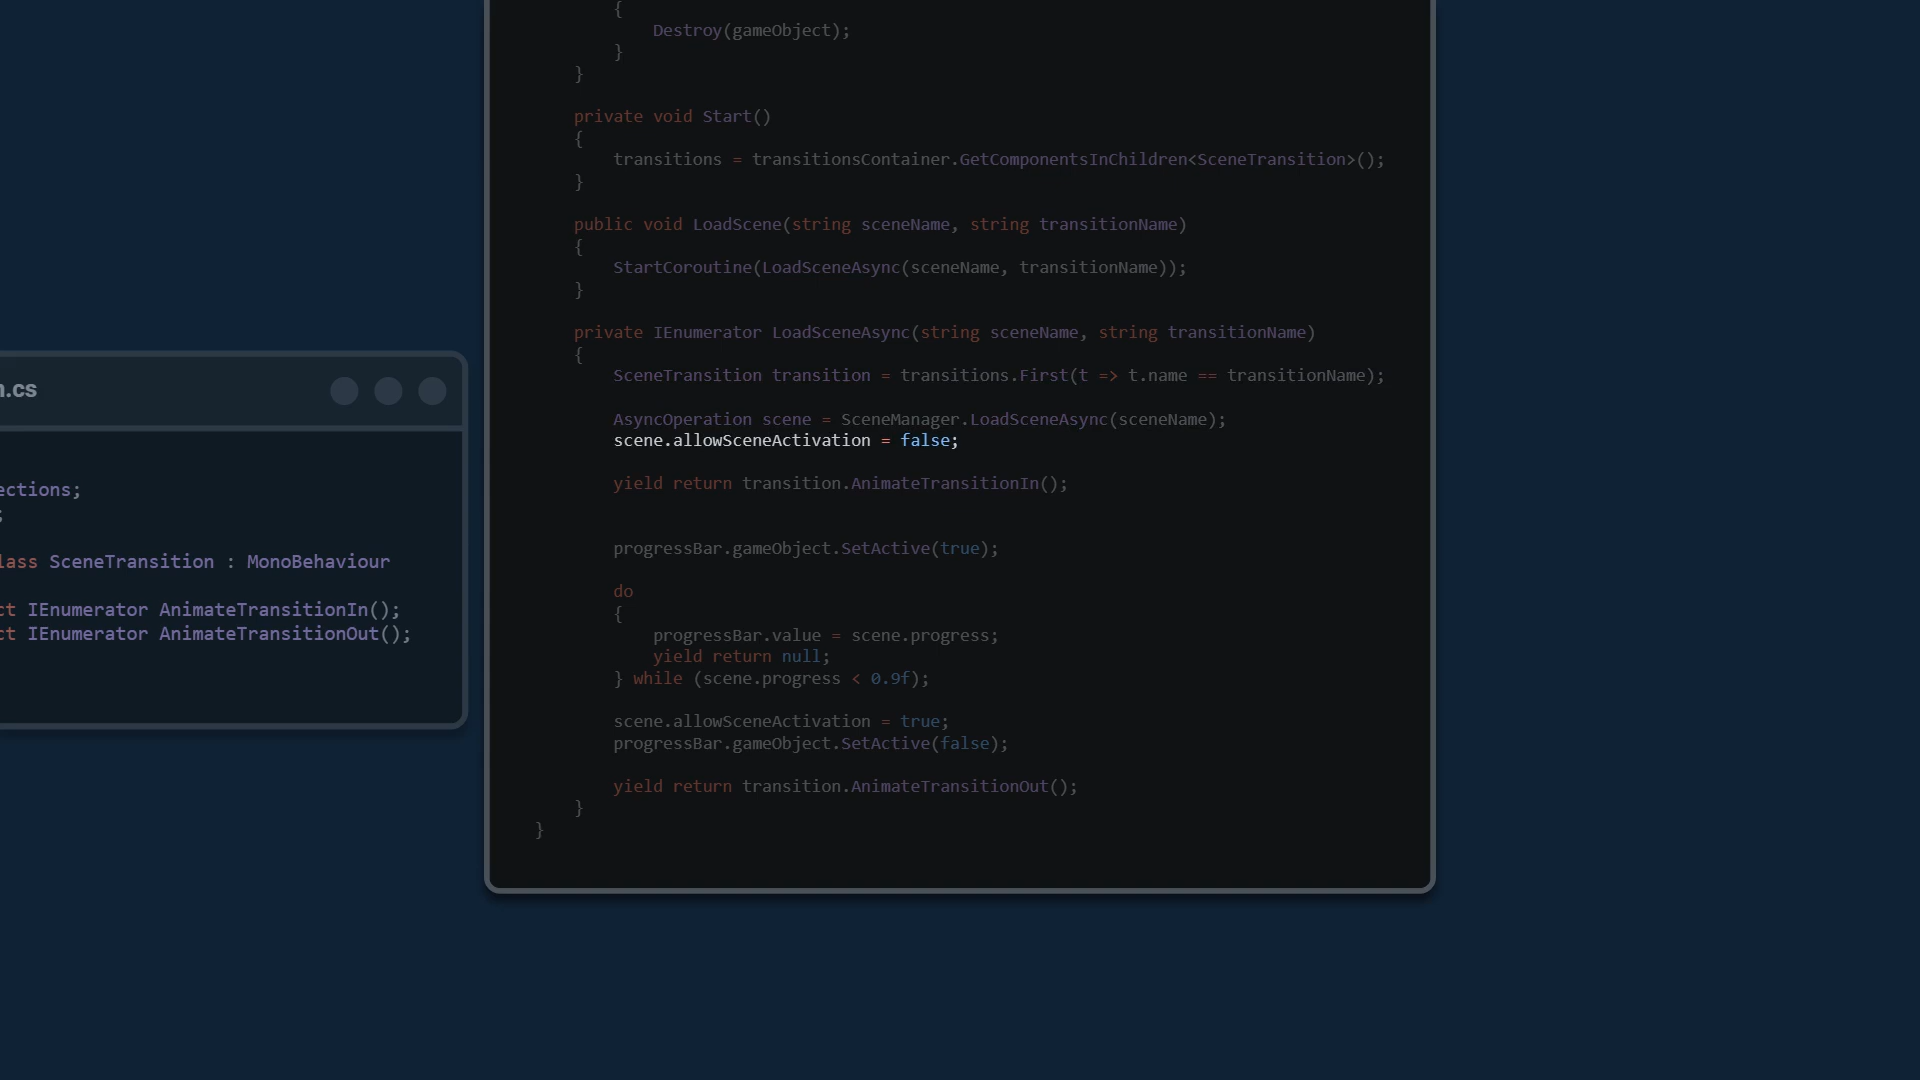 n.cs
ections;
;
lass SceneTransition : MonoBehaviour
ct IEnumerator AnimateTransitionIn();
ct IEnumerator AnimateTransitionOut();
{
Destroy(gameObject);
}
}
private void Start()
{
transitions = transitionsContainer.GetComponentsInChildren<SceneTransition>();
}
public void LoadScene(string sceneName, string transitionName)
{
StartCoroutine(LoadSceneAsync(sceneName, transitionName));
}
private IEnumerator LoadSceneAsync(string sceneName, string transitionName)
{
SceneTransition transition = transitions.First(t => t.name == transitionName);
AsyncOperation scene = SceneManager.LoadSceneAsync(sceneName);
scene.allowSceneActivation = false;
yield return transition.AnimateTransitionIn();
progressBar.gameObject.SetActive(true);
do
{
progressBar.value = scene.progress;
yield return null;
} while (scene.progress < 0.9f);
scene.allowSceneActivation = true;
progressBar.gameObject.SetActive(false);
yield return transition.AnimateTransitionOut();
}
}